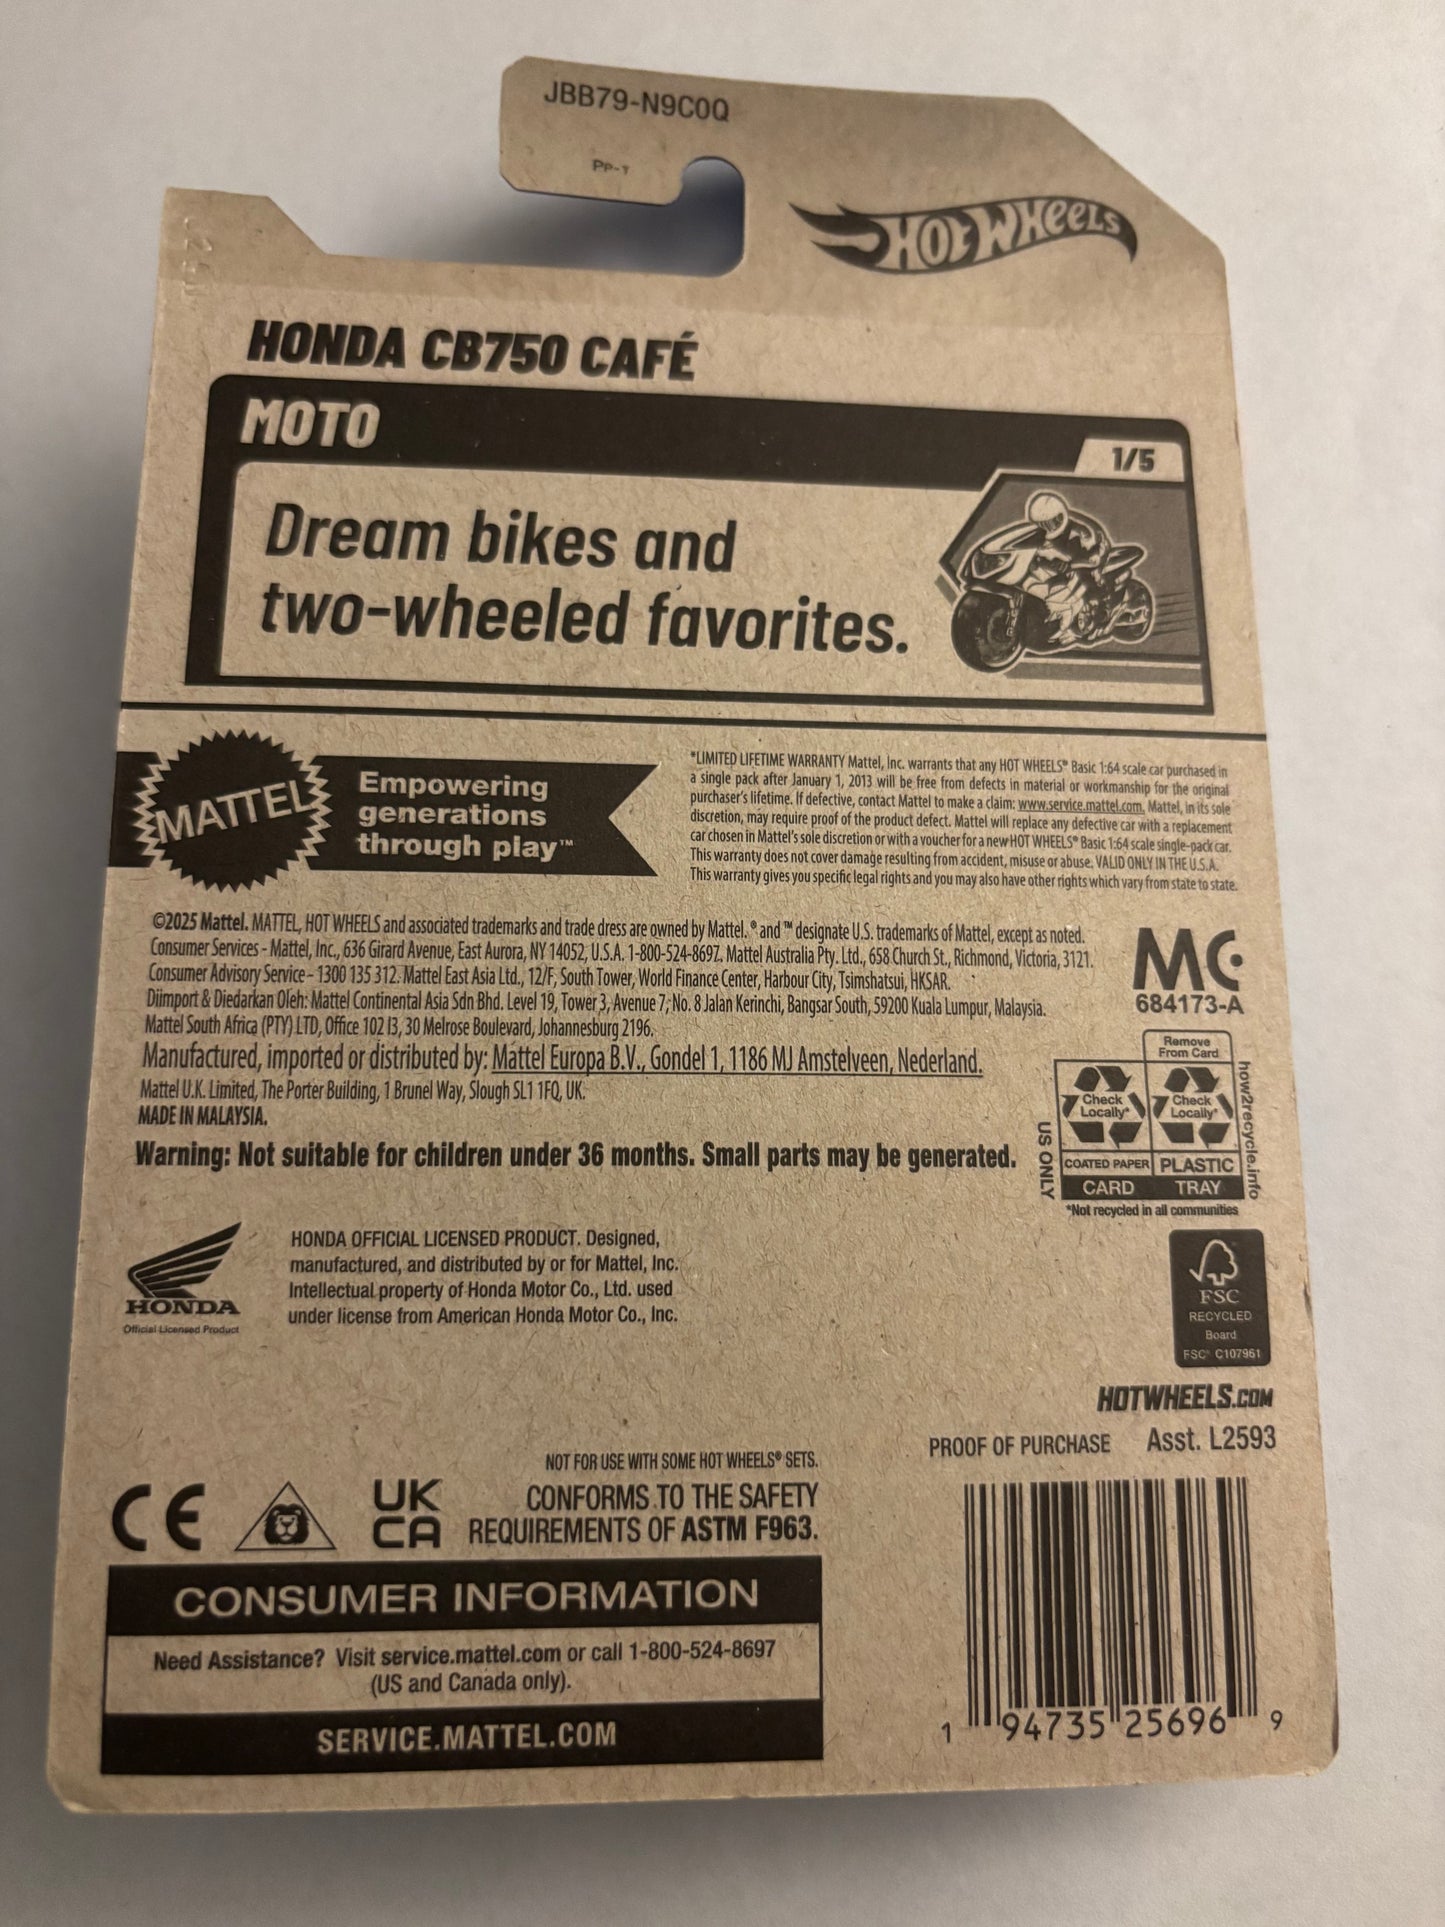 JBB79-N9C0Q
HOT WHEELS
HONDA CB750 CAFÉ
MOTO
1/5
Dream bikes and
two-wheeled favorites.
MATTEL
Empowering
generations
through play™
*LIMITED LIFETIME WARRANTY Mattel, Inc. warrants that any HOT WHEELS® Basic 1:64 scale car purchased in
a single pack after January 1, 2013 will be free from defects in material or workmanship for the original
purchaser's lifetime. If defective, contact Mattel to make a claim: www.service.mattel.com. Mattel, in its sole
discretion, may require proof of the product defect. Mattel will replace any defective car with a replacement
car chosen in Mattel's sole discretion or with a voucher for a new HOT WHEELS® Basic 1:64 scale single-pack car.
This warranty does not cover damage resulting from accident, misuse or abuse. VALID ONLY IN THE U.S.A.
This warranty gives you specific legal rights and you may also have other rights which vary from state to state.
©2025 Mattel. MATTEL, HOT WHEELS and associated trademarks and trade dress are owned by Mattel. ® and ™ designate U.S. trademarks of Mattel, except as noted.
Consumer Services - Mattel, Inc., 636 Girard Avenue, East Aurora, NY 14052, U.S.A. 1-800-524-8697. Mattel Australia Pty. Ltd., 658 Church St., Richmond, Victoria, 3121.
Consumer Advisory Service - 1300 135 312. Mattel East Asia Ltd., 12/F, South Tower, World Finance Center, Harbour City, Tsimshatsui, HKSAR.
Diimport & Diedarkan Oleh: Mattel Continental Asia Sdn Bhd. Level 19, Tower 3, Avenue 7, No. 8 Jalan Kerinchi, Bangsar South, 59200 Kuala Lumpur, Malaysia.
Mattel South Africa (PTY) LTD, Office 102 I3, 30 Melrose Boulevard, Johannesburg 2196.
Manufactured, imported or distributed by: Mattel Europa B.V., Gondel 1, 1186 MJ Amstelveen, Nederland.
Mattel U.K. Limited, The Porter Building, 1 Brunel Way, Slough SL1 1FQ, UK.
MADE IN MALAYSIA.
Warning: Not suitable for children under 36 months. Small parts may be generated.
MC
684173-A
Remove
From Card
Check
Locally*
Check
Locally*
COATED PAPER
PLASTIC
CARD
TRAY
US ONLY
how2recycle.info
*Not recycled in all communities
HONDA
Official Licensed Product
HONDA OFFICIAL LICENSED PRODUCT. Designed,
manufactured, and distributed by or for Mattel, Inc.
Intellectual property of Honda Motor Co., Ltd. used
under license from American Honda Motor Co., Inc.
FSC
RECYCLED
Board
FSC® C107961
HOTWHEELS.COM
PROOF OF PURCHASE Asst. L2593
NOT FOR USE WITH SOME HOT WHEELS® SETS.
CE
UK
CA
CONFORMS TO THE SAFETY
REQUIREMENTS OF ASTM F963.
CONSUMER INFORMATION
Need Assistance? Visit service.mattel.com or call 1-800-524-8697
(US and Canada only).
SERVICE.MATTEL.COM
1 94735 25696 9